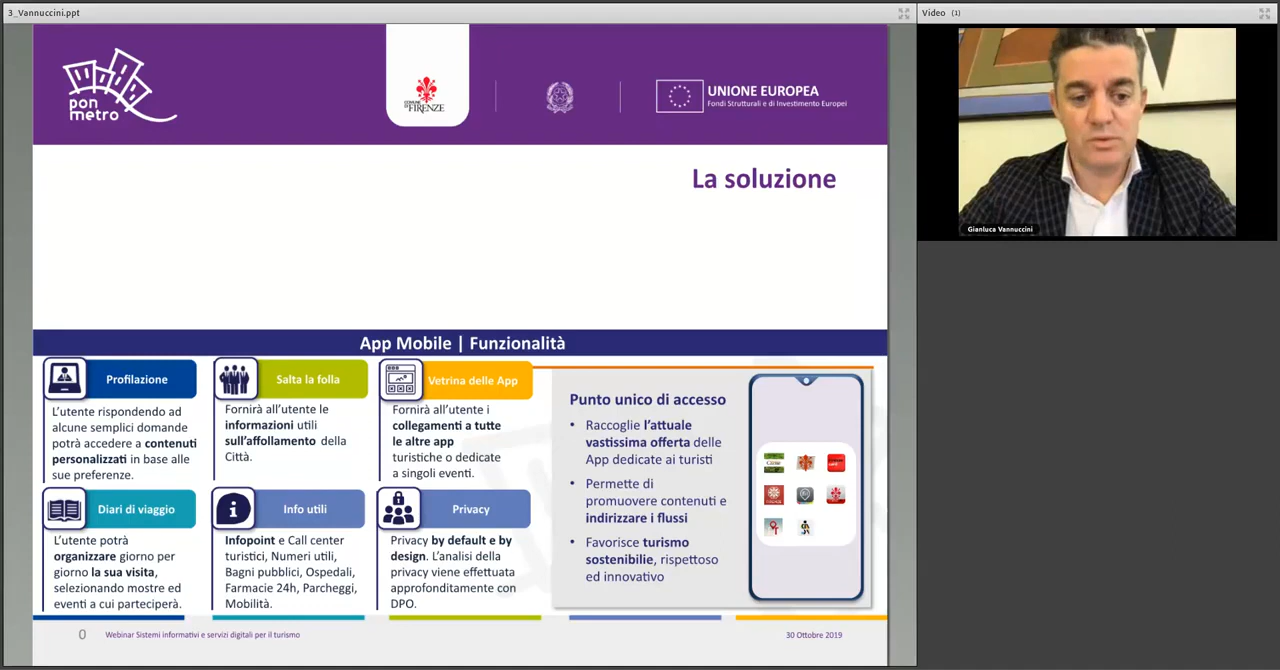 3_Vannuccini.ppt
Video (1)
pon
metro
COMUNE
DI FIRENZE
UNIONE EUROPEA
Fondi Strutturali e di Investimento Europei
Gianluca Vannuccini
La soluzione
App Mobile | Funzionalità
Profilazione
L'utente rispondendo ad
alcune semplici domande
potrà accedere a contenuti
personalizzati in base alle
sue preferenze.
Salta la folla
Fornirà all'utente le
informazioni utili
sull'affollamento della
Città.
Vetrina delle App
Fornirà all'utente i
collegamenti a tutte
le altre app
turistiche o dedicate
a singoli eventi.
Diari di viaggio
L'utente potrà
organizzare giorno per
giorno la sua visita,
selezionando mostre ed
eventi a cui parteciperà.
Info utili
Infopoint e Call center
turistici, Numeri utili,
Bagni pubblici, Ospedali,
Farmacie 24h, Parcheggi,
Mobilità.
Privacy
Privacy by default e by
design. L'analisi della
privacy viene effettuata
approfonditamente con
DPO.
Punto unico di accesso
• Raccoglie l'attuale
vastissima offerta delle
App dedicate ai turisti
• Permette di
promuovere contenuti e
indirizzare i flussi
• Favorisce turismo
sostenibile, rispettoso
ed innovativo
0
Webinar Sistemi informativi e servizi digitali per il turismo
30 Ottobre 2019